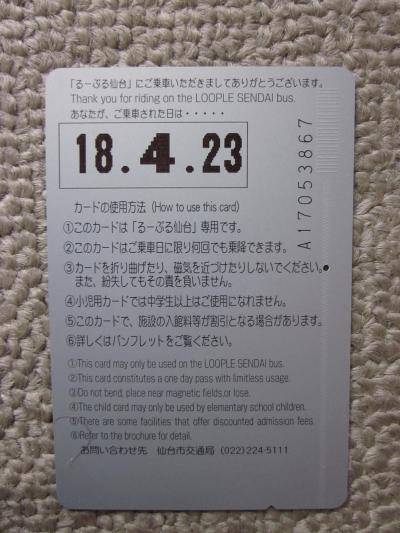 「るーぷる仙台」にご乗車いただきましてありがとうございます。
Thank you for riding on the LOOPLE SENDAI bus.
あなたが、ご乗車された日は・・・・・
18.4.23
A17053867
カードの使用方法（How to use this card）
①このカードは「るーぷる仙台」専用です。
②このカードはご乗車日に限り何回でも乗降できます。
③カードを折り曲げたり、磁気を近づけたりしないでください。
また、紛失してもその責を負いません。
④小児用カードでは中学生以上はご使用になれません。
⑤このカードで、施設の入館料等が割引となる場合があります。
⑥詳しくはパンフレットをご覧ください。
①This card may only be used on the LOOPLE SENDAI bus.
②This card constitutes a one day pass with limitless usage.
③Do not bend, place near magnetic fields,or lose.
④The child card may only be used by elementary school children.
⑤There are some facilities that offer discounted admission fees.
⑥Refer to the brochure for detail.
お問い合わせ先　仙台市交通局（022）224-5111